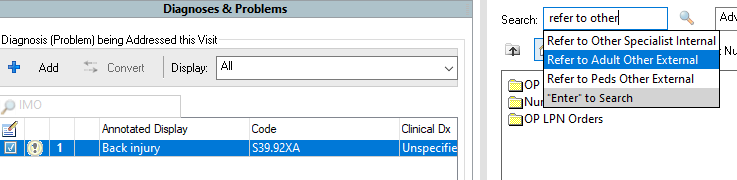 Diagnoses & Problems
Diagnosis (Problem) being Addressed this Visit
Add
Convert
Display:
All
IMO
Annotated Display
Code
Clinical Dx
1
Back injury
S39.92XA
Unspecifie
Search:
refer to other
Adv
Refer to Other Specialist Internal
Refer to Adult Other External
Refer to Peds Other External
"Enter" to Search
OP
Nu
OP LPN Orders